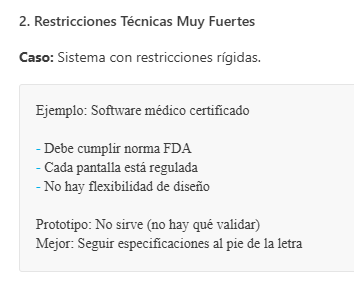 2. Restricciones Técnicas Muy Fuertes
Caso: Sistema con restricciones rígidas.
Ejemplo: Software médico certificado
- Debe cumplir norma FDA
- Cada pantalla está regulada
- No hay flexibilidad de diseño
Prototipo: No sirve (no hay qué validar)
Mejor: Seguir especificaciones al pie de la letra